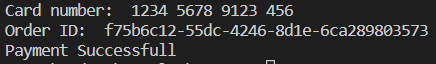 Card number:  1234 5678 9123 456
Order ID:  f75b6c12-55dc-4246-8d1e-6ca289803573
Payment Successfull